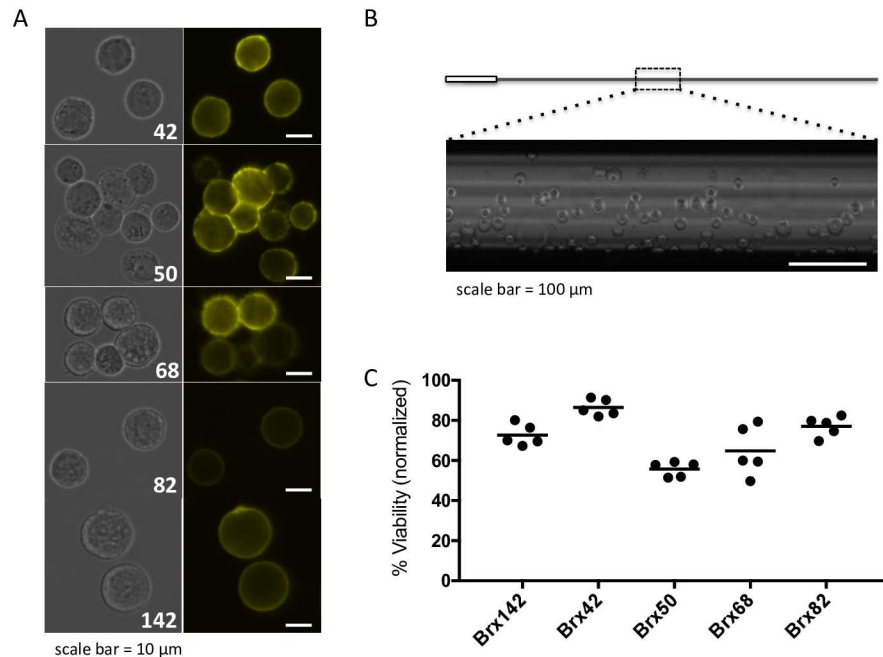 A
42
50
68
82
142
scale bar = 10 μm
B
scale bar = 100 μm
C
% Viability (normalized)
100
80
60
40
20
0
Brx142
Brx42
Brx50
Brx68
Brx82